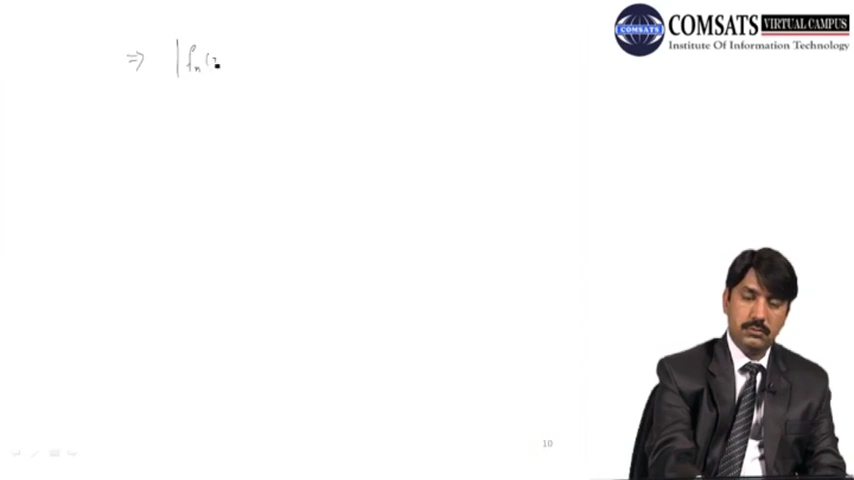 COMSATS VIRTUAL CAMPUS
COMSATS
Institute Of Information Technology
⇒ |fₙ(
10